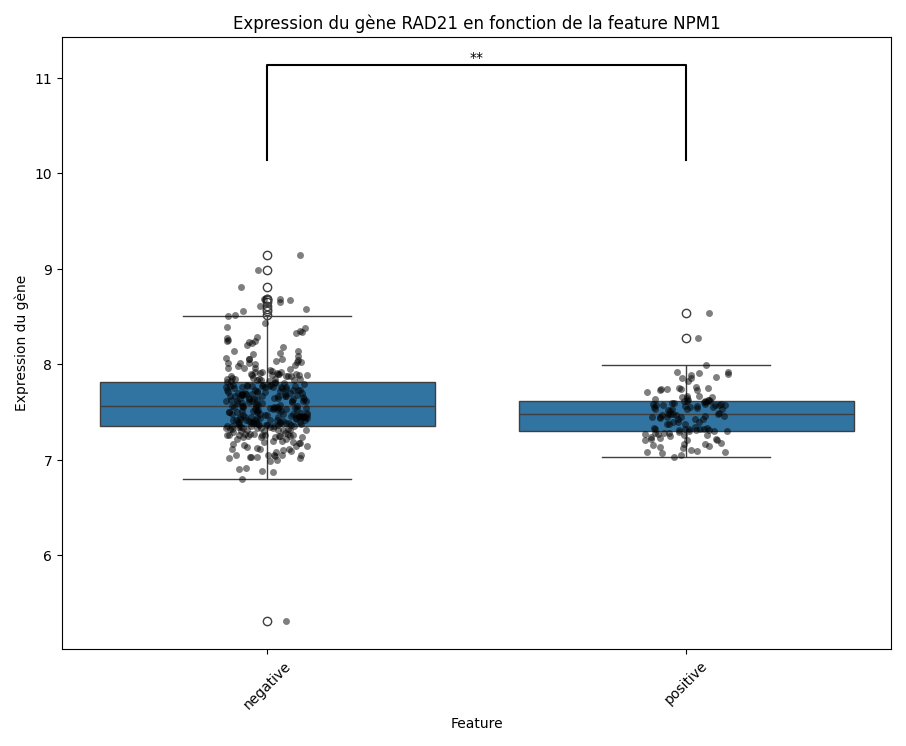 Expression du gène RAD21 en fonction de la feature NPM1
**
11
10
9
8
7
6
Expression du gène
negative
positive
Feature